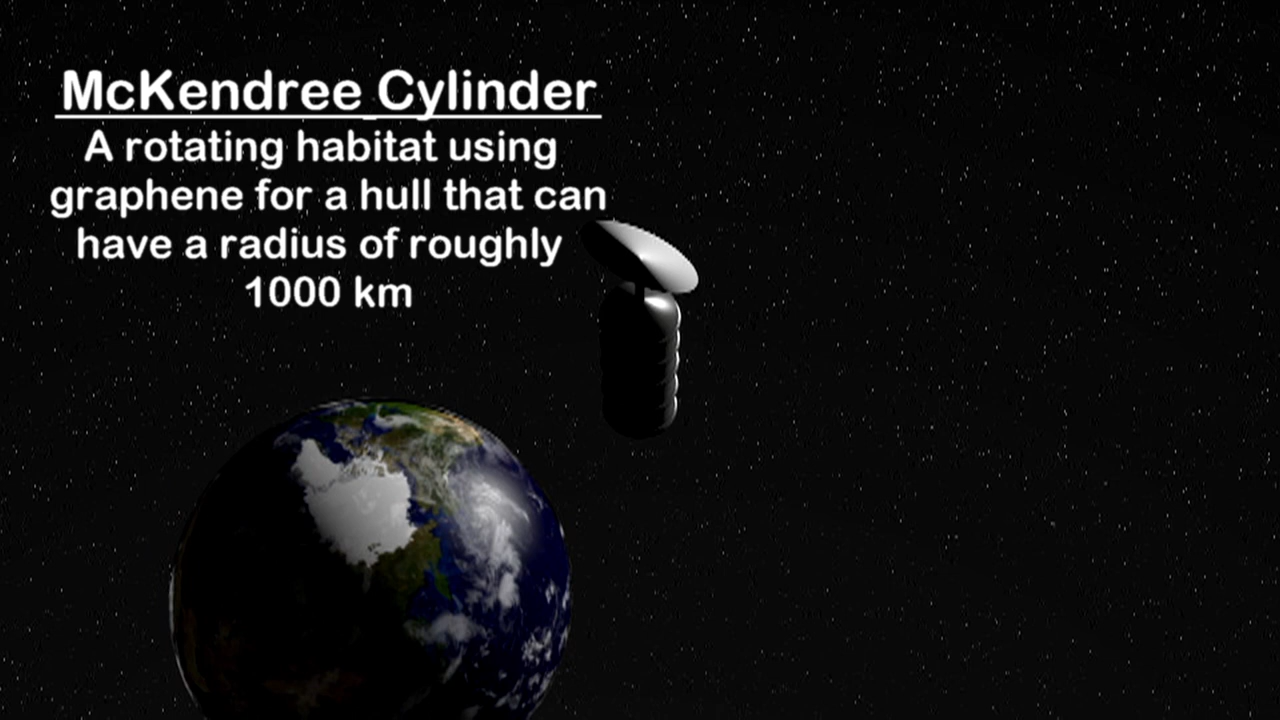 McKendree Cylinder
A rotating habitat using
graphene for a hull that can
have a radius of roughly
1000 km